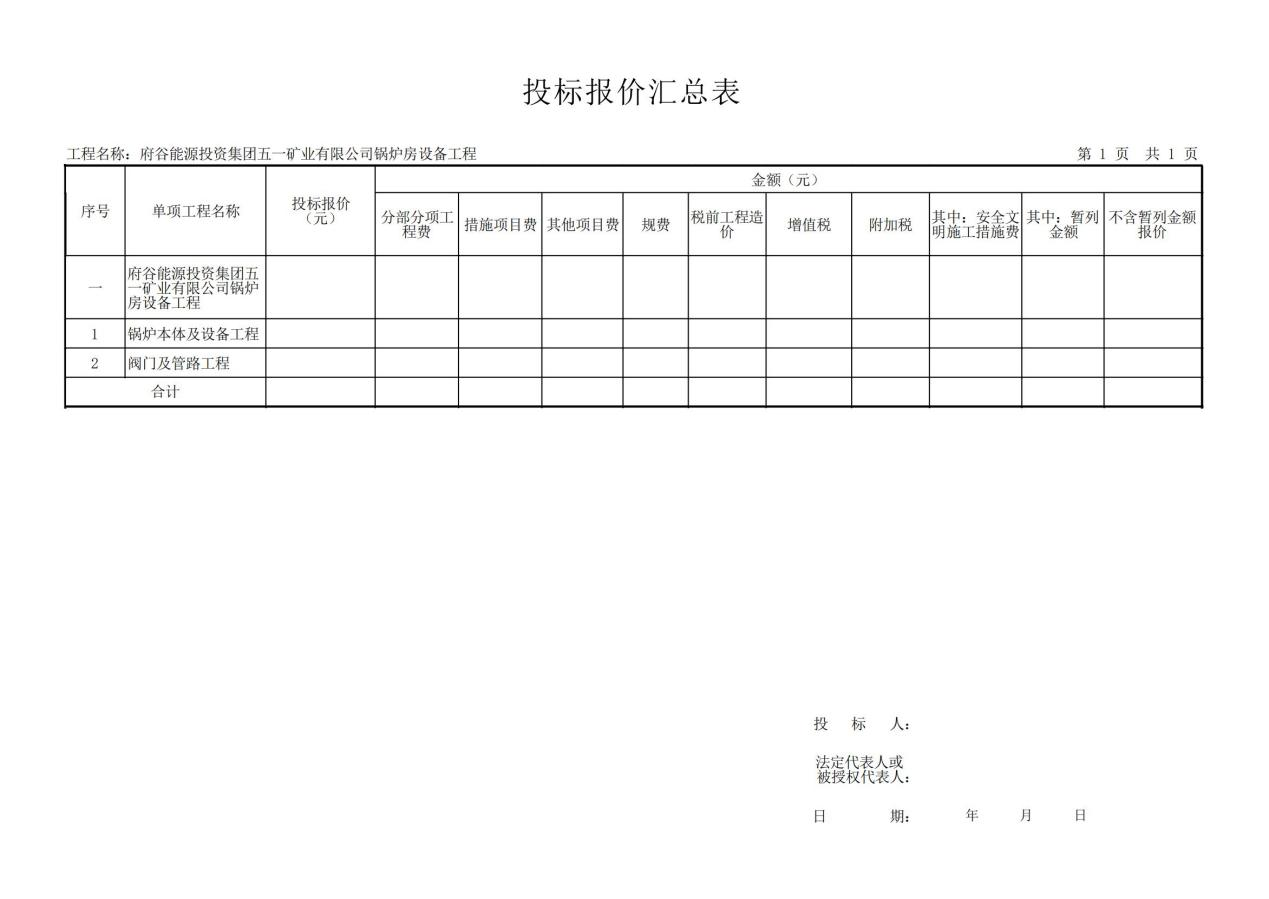 投标报价汇总表
工程名称：府谷能源投资集团五一矿业有限公司锅炉房设备工程
第 1 页 共 1 页
序号
单项工程名称
投标报价
（元）
金额（元）
分部分项工
程费
措施项目费
其他项目费
规费
税前工程造
价
增值税
附加税
其中：安全文
明施工措施费
其中：暂列
金额
不含暂列金额
报价
一
府谷能源投资集团五
一矿业有限公司锅炉
房设备工程
1
锅炉本体及设备工程
2
阀门及管路工程
合计
投 标 人：
法定代表人或
被授权代表人：
日 期： 年 月 日